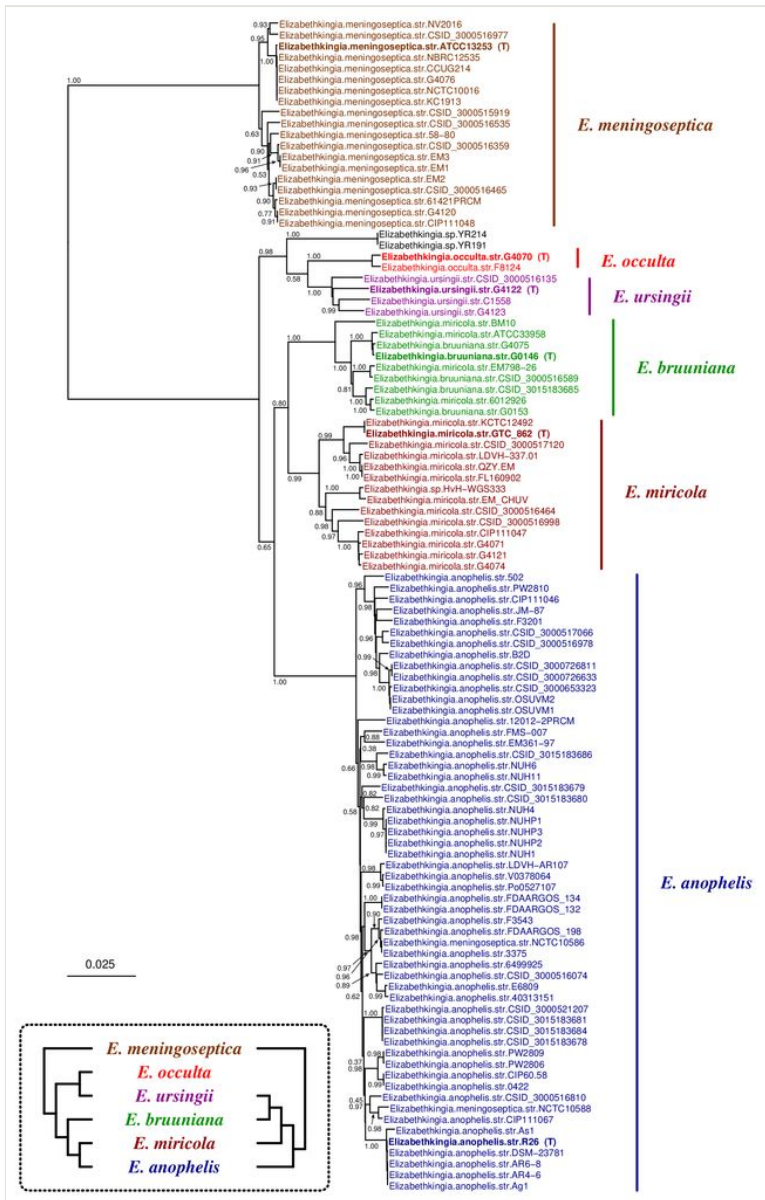 0.93
Elizabethkingia.meningoseptica.str.NV2016
0.95
Elizabethkingia.meningoseptica.str.CSID_3000516977
Elizabethkingia.meningoseptica.str.ATCC13253 (T)
1.00
Elizabethkingia.meningoseptica.str.NBRC12535
Elizabethkingia.meningoseptica.str.CCUG214
1.00
Elizabethkingia.meningoseptica.str.G4076
Elizabethkingia.meningoseptica.str.NCTC10016
Elizabethkingia.meningoseptica.str.KC1913
Elizabethkingia.meningoseptica.str.CSID_3000515919
E. meningoseptica
Elizabethkingia.meningoseptica.str.CSID_3000516535
0.63
Elizabethkingia.meningoseptica.str.58-80
0.90
Elizabethkingia.meningoseptica.str.CSID_3000516359
0.91
Elizabethkingia.meningoseptica.str.EM3
0.96
Elizabethkingia.meningoseptica.str.EM1
0.53
Elizabethkingia.meningoseptica.str.EM2
0.93
Elizabethkingia.meningoseptica.str.CSID_3000516465
0.90
Elizabethkingia.meningoseptica.str.61421PRCM
0.77
Elizabethkingia.meningoseptica.str.G4120
0.91
Elizabethkingia.meningoseptica.str.CIP111048
1.00
Elizabethkingia.sp.YR214
Elizabethkingia.sp.YR191
0.98
1.00
Elizabethkingia.occulta.str.G4070 (T)
E. occulta
Elizabethkingia.occulta.str.F8124
0.58
1.00
Elizabethkingia.ursingii.str.CSID_3000516135
Elizabethkingia.ursingii.str.G4122 (T)
E. ursingii
Elizabethkingia.ursingii.str.C1558
0.99
Elizabethkingia.ursingii.str.G4123
Elizabethkingia.miricola.str.BM10
1.00
Elizabethkingia.miricola.str.ATCC33958
1.00
Elizabethkingia.bruuniana.str.G4075
Elizabethkingia.bruuniana.str.G0146 (T)
E. bruuniana
1.00
1.00
Elizabethkingia.miricola.str.EM798-26
Elizabethkingia.bruuniana.str.CSID_3000516589
0.81
Elizabethkingia.bruuniana.str.CSID_3015183685
1.00
Elizabethkingia.miricola.str.6012926
0.80
1.00
Elizabethkingia.bruuniana.str.G0153
Elizabethkingia.miricola.str.KCTC12492
0.99
Elizabethkingia.miricola.str.GTC_862 (T)
Elizabethkingia.miricola.str.CSID_3000517120
0.96
Elizabethkingia.miricola.str.LDVH-337.01
1.00
Elizabethkingia.miricola.str.QZY.EM
0.99
1.00
Elizabethkingia.miricola.str.FL160902
1.00
Elizabethkingia.sp.HvH-WGS333
E. miricola
Elizabethkingia.miricola.str.EM_CHUV
0.88
Elizabethkingia.miricola.str.CSID_3000516464
0.98
Elizabethkingia.miricola.str.CSID_3000516998
0.97
Elizabethkingia.miricola.str.CIP111047
1.00
Elizabethkingia.miricola.str.G4071
0.65
Elizabethkingia.miricola.str.G4121
Elizabethkingia.miricola.str.G4074
0.96
Elizabethkingia.anophelis.str.502
Elizabethkingia.anophelis.str.PW2810
Elizabethkingia.anophelis.str.CIP111046
0.98
Elizabethkingia.anophelis.str.JM-87
Elizabethkingia.anophelis.str.F3201
Elizabethkingia.anophelis.str.CSID_3000517066
0.96
Elizabethkingia.anophelis.str.CSID_3000516978
0.99
Elizabethkingia.anophelis.str.B2D
Elizabethkingia.anophelis.str.CSID_3000726811
0.98
Elizabethkingia.anophelis.str.CSID_3000726633
1.00
1.00
Elizabethkingia.anophelis.str.CSID_3000653323
Elizabethkingia.anophelis.str.OSUVM2
Elizabethkingia.anophelis.str.OSUVM1
Elizabethkingia.anophelis.str.12012-2PRCM
Elizabethkingia.anophelis.str.FMS-007
0.88
Elizabethkingia.anophelis.str.EM361-97
0.38
Elizabethkingia.anophelis.str.CSID_3015183686
0.66
0.98
Elizabethkingia.anophelis.str.NUH6
0.99
Elizabethkingia.anophelis.str.NUH11
0.82
Elizabethkingia.anophelis.str.CSID_3015183679
Elizabethkingia.anophelis.str.CSID_3015183680
0.58
0.82
Elizabethkingia.anophelis.str.NUH4
0.99
Elizabethkingia.anophelis.str.NUHP1
0.97
Elizabethkingia.anophelis.str.NUHP3
Elizabethkingia.anophelis.str.NUHP2
Elizabethkingia.anophelis.str.NUH1
0.98
Elizabethkingia.anophelis.str.LDVH-AR107
Elizabethkingia.anophelis.str.V0378064
0.99
Elizabethkingia.anophelis.str.Po0527107
E. anophelis
1.00
Elizabethkingia.anophelis.str.FDAARGOS_134
Elizabethkingia.anophelis.str.FDAARGOS_132
0.90
Elizabethkingia.anophelis.str.F3543
0.98
Elizabethkingia.anophelis.str.FDAARGOS_198
Elizabethkingia.meningoseptica.str.NCTC10586
Elizabethkingia.anophelis.str.3375
0.97
Elizabethkingia.anophelis.str.6499925
0.025
0.96
Elizabethkingia.anophelis.str.CSID_3000516074
0.89
Elizabethkingia.anophelis.str.E6809
0.62
0.99
Elizabethkingia.anophelis.str.40313151
Elizabethkingia.anophelis.str.CSID_3000521207
1.00
Elizabethkingia.anophelis.str.CSID_3015183681
Elizabethkingia.anophelis.str.CSID_3015183684
Elizabethkingia.anophelis.str.CSID_3015183678
0.37
0.98
Elizabethkingia.anophelis.str.PW2809
0.98
Elizabethkingia.anophelis.str.PW2806
Elizabethkingia.anophelis.str.CIP60.58
0.99
Elizabethkingia.anophelis.str.0422
0.45
Elizabethkingia.anophelis.str.CSID_3000516810
0.97
Elizabethkingia.meningoseptica.str.NCTC10588
Elizabethkingia.anophelis.str.CIP111067
0.98
Elizabethkingia.anophelis.str.As1
1.00
Elizabethkingia.anophelis.str.R26 (T)
Elizabethkingia.anophelis.str.DSM-23781
Elizabethkingia.anophelis.str.AR6-8
Elizabethkingia.anophelis.str.AR4-6
Elizabethkingia.anophelis.str.Ag1
E. meningoseptica
E. occulta
E. ursingii
E. bruuniana
E. miricola
E. anophelis